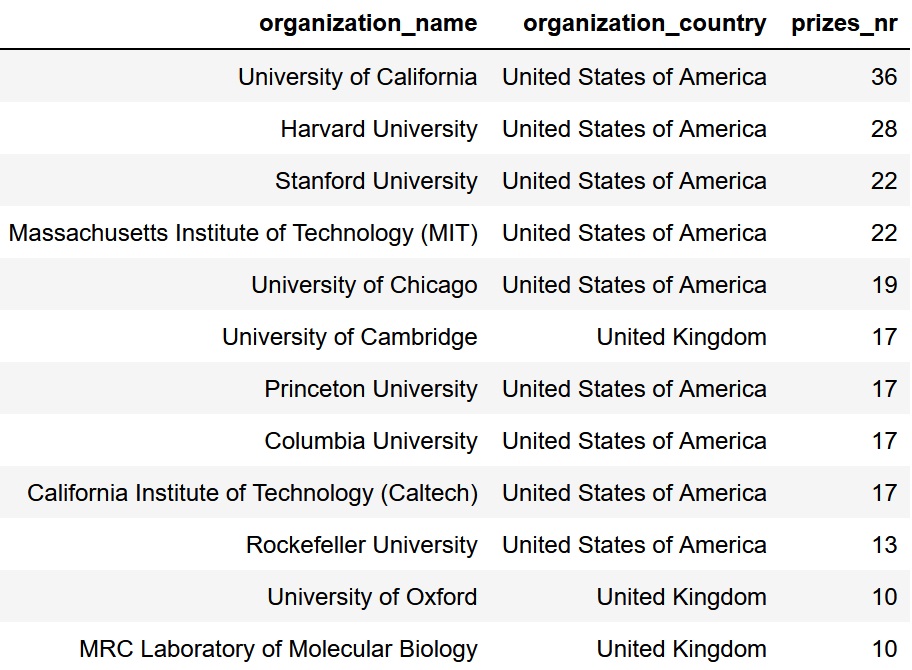 organization_name organization_country prizes_nr
University of California United States of America 36
Harvard University United States of America 28
Stanford University United States of America 22
Massachusetts Institute of Technology (MIT) United States of America 22
University of Chicago United States of America 19
University of Cambridge United Kingdom 17
Princeton University United States of America 17
Columbia University United States of America 17
California Institute of Technology (Caltech) United States of America 17
Rockefeller University United States of America 13
University of Oxford United Kingdom 10
MRC Laboratory of Molecular Biology United Kingdom 10